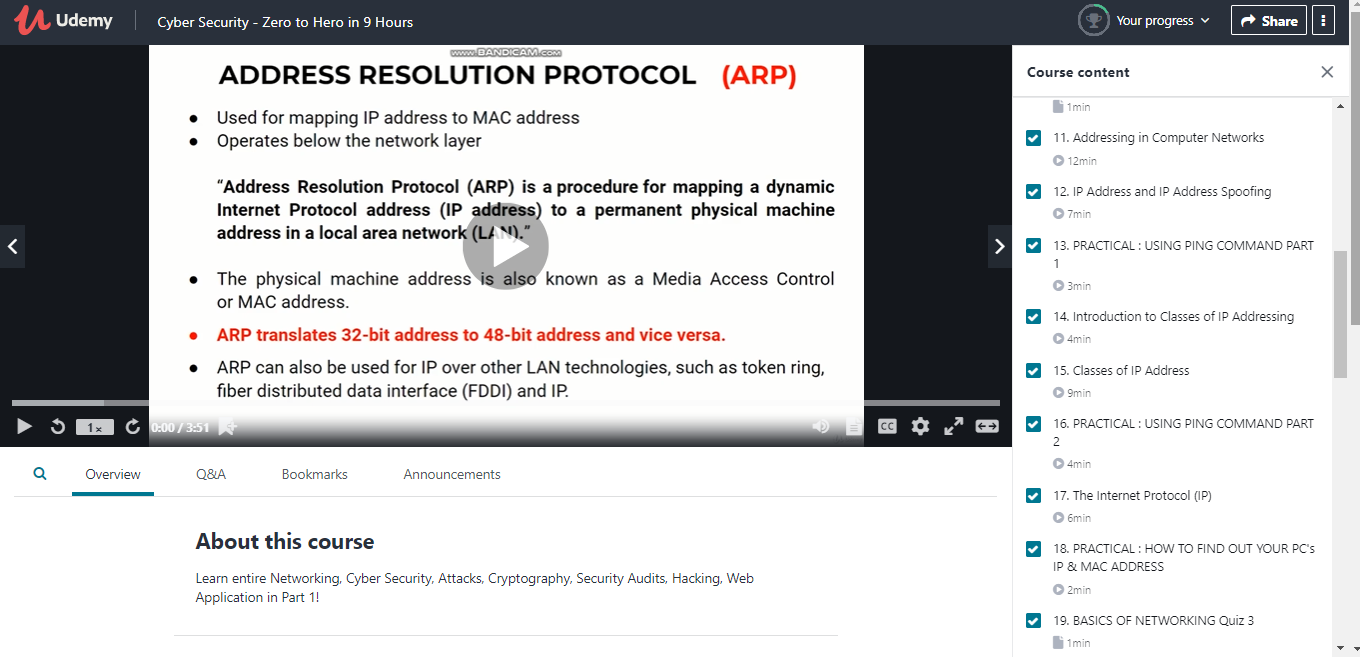 Udemy
Cyber Security - Zero to Hero in 9 Hours
Your progress
Share
www.BANDICAM.com
ADDRESS RESOLUTION PROTOCOL (ARP)
● Used for mapping IP address to MAC address
● Operates below the network layer
“Address Resolution Protocol (ARP) is a procedure for mapping a dynamic
Internet Protocol address (IP address) to a permanent physical machine
address in a local area network (LAN).”
● The physical machine address is also known as a Media Access Control
or MAC address.
● ARP translates 32-bit address to 48-bit address and vice versa.
● ARP can also be used for IP over other LAN technologies, such as token ring,
fiber distributed data interface (FDDI) and IP.
1x
0:00 / 3:51
CC
Overview
Q&A
Bookmarks
Announcements
About this course
Learn entire Networking, Cyber Security, Attacks, Cryptography, Security Audits, Hacking, Web
Application in Part 1!
Course content
1min
11. Addressing in Computer Networks
12min
12. IP Address and IP Address Spoofing
7min
13. PRACTICAL : USING PING COMMAND PART
1
3min
14. Introduction to Classes of IP Addressing
4min
15. Classes of IP Address
9min
16. PRACTICAL : USING PING COMMAND PART
2
4min
17. The Internet Protocol (IP)
6min
18. PRACTICAL : HOW TO FIND OUT YOUR PC's
IP & MAC ADDRESS
2min
19. BASICS OF NETWORKING Quiz 3
1min